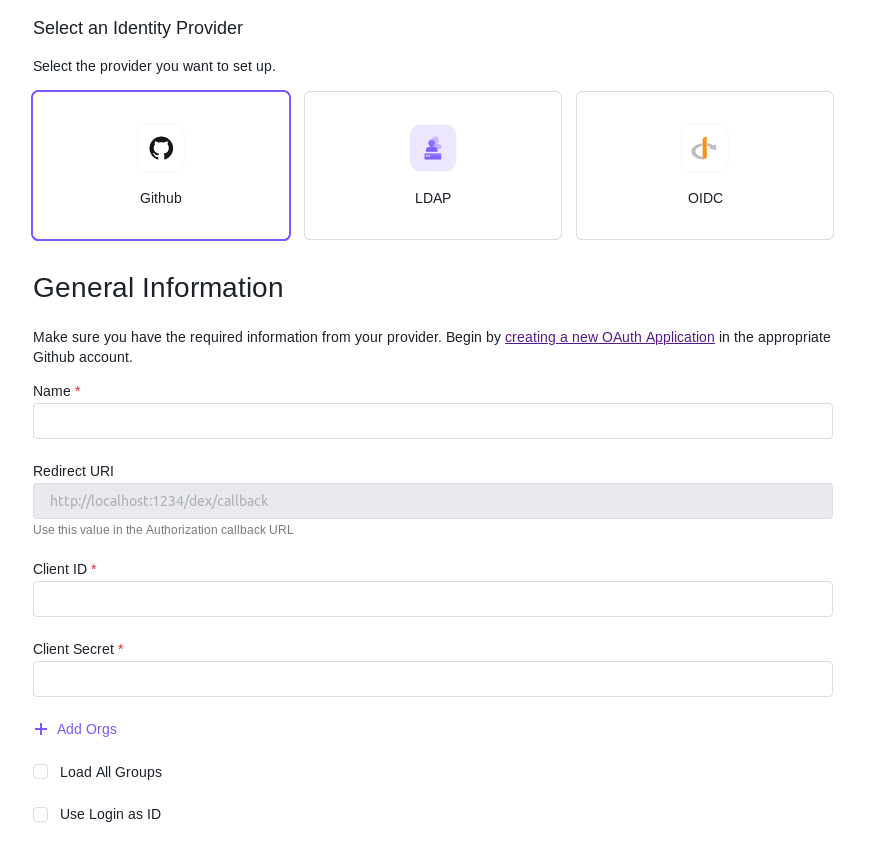 Select an Identity Provider
Select the provider you want to set up.
Github
LDAP
OIDC
General Information
Make sure you have the required information from your provider. Begin by creating a new OAuth Application in the appropriate
Github account.
Name *
Redirect URI
http://localhost:1234/dex/callback
Use this value in the Authorization callback URL
Client ID *
Client Secret *
+ Add Orgs
Load All Groups
Use Login as ID